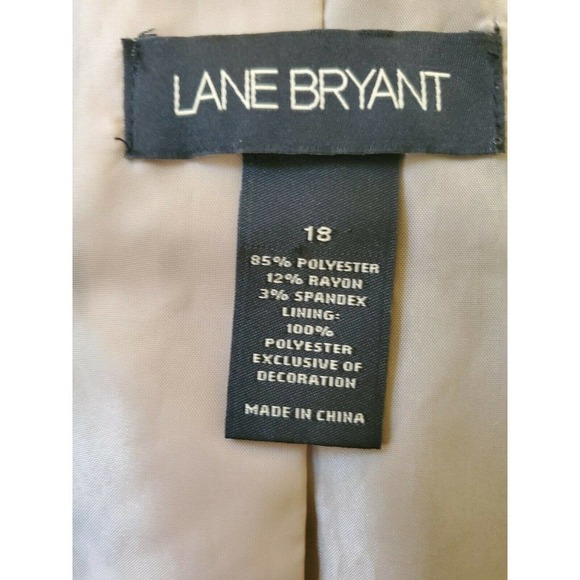 LANE BRYANT
18
85% POLYESTER
12% RAYON
3% SPANDEX
LINING:
100%
POLYESTER
EXCLUSIVE OF
DECORATION
MADE IN CHINA